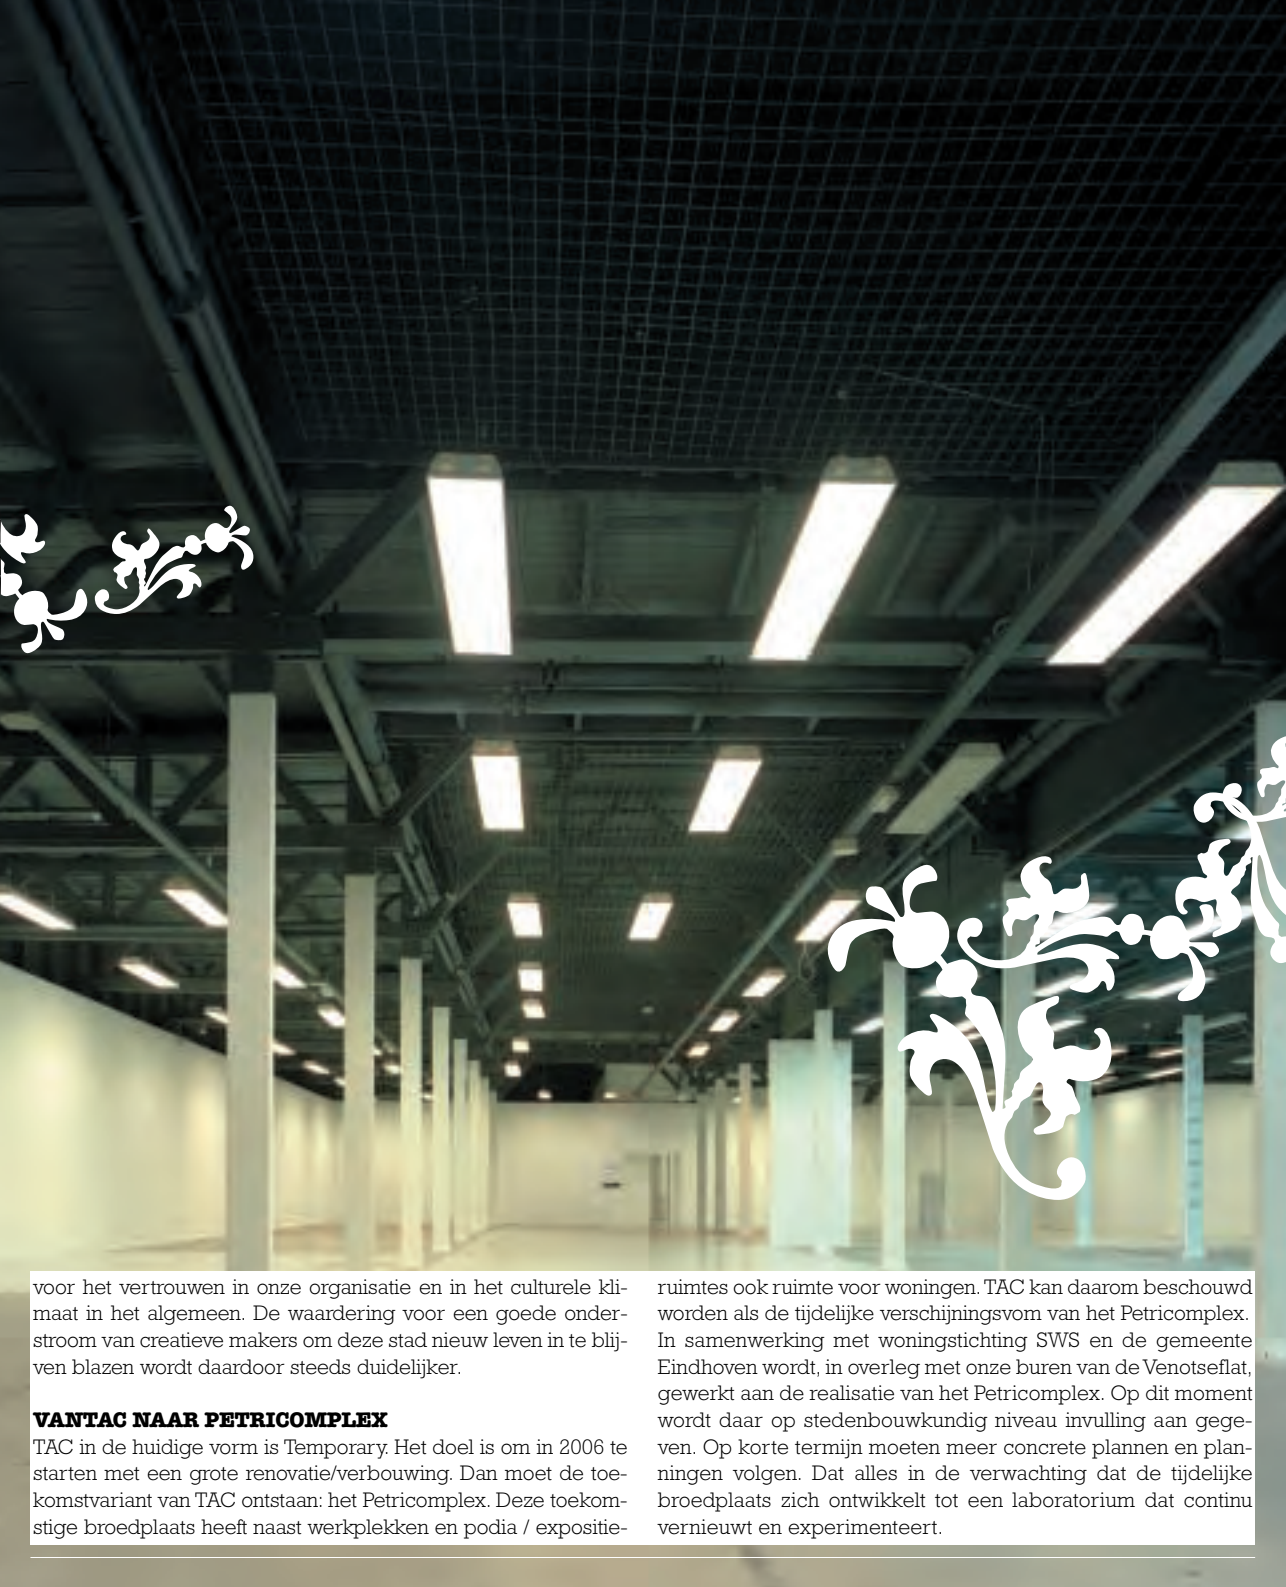 voor het vertrouwen in onze organisatie en in het culturele kli-
maat in het algemeen. De waardering voor een goede onder-
stroom van creatieve makers om deze stad nieuw leven in te blij-
ven blazen wordt daardoor steeds duidelijker.
VANTAC NAAR PETRICOMPLEX
TAC in de huidige vorm is Temporary. Het doel is om in 2006 te
starten met een grote renovatie/verbouwing. Dan moet de toe-
komstvariant van TAC ontstaan: het Petricomplex. Deze toekom-
stige broedplaats heeft naast werkplekken en podia / expositie-
ruimtes ook ruimte voor woningen. TAC kan daarom beschouwd
worden als de tijdelijke verschijningsvom van het Petricomplex.
In samenwerking met woningstichting SWS en de gemeente
Eindhoven wordt, in overleg met onze buren van de Venotseflat,
gewerkt aan de realisatie van het Petricomplex. Op dit moment
wordt daar op stedenbouwkundig niveau invulling aan gege-
ven. Op korte termijn moeten meer concrete plannen en plan-
ningen volgen. Dat alles in de verwachting dat de tijdelijke
broedplaats zich ontwikkelt tot een laboratorium dat continu
vernieuwt en experimenteert.